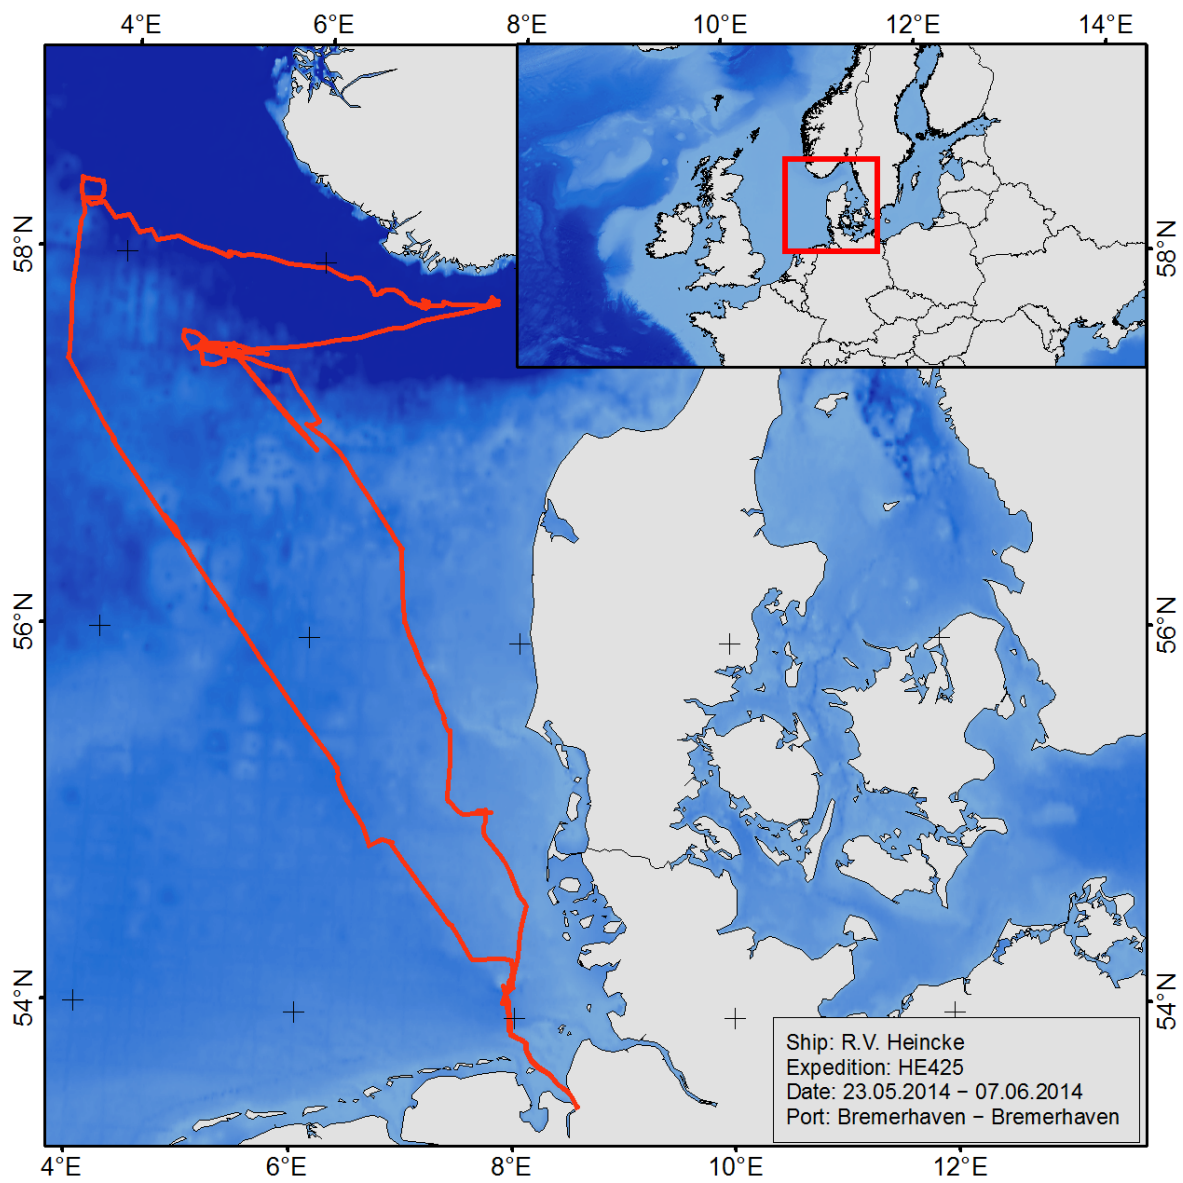 4°E 6°E 8°E 10°E 12°E 14°E
58°N 58°N
56°N 56°N
54°N 54°N
Ship: R.V. Heincke
Expedition: HE425
Date: 23.05.2014 − 07.06.2014
Port: Bremerhaven − Bremerhaven
4°E 6°E 8°E 10°E 12°E